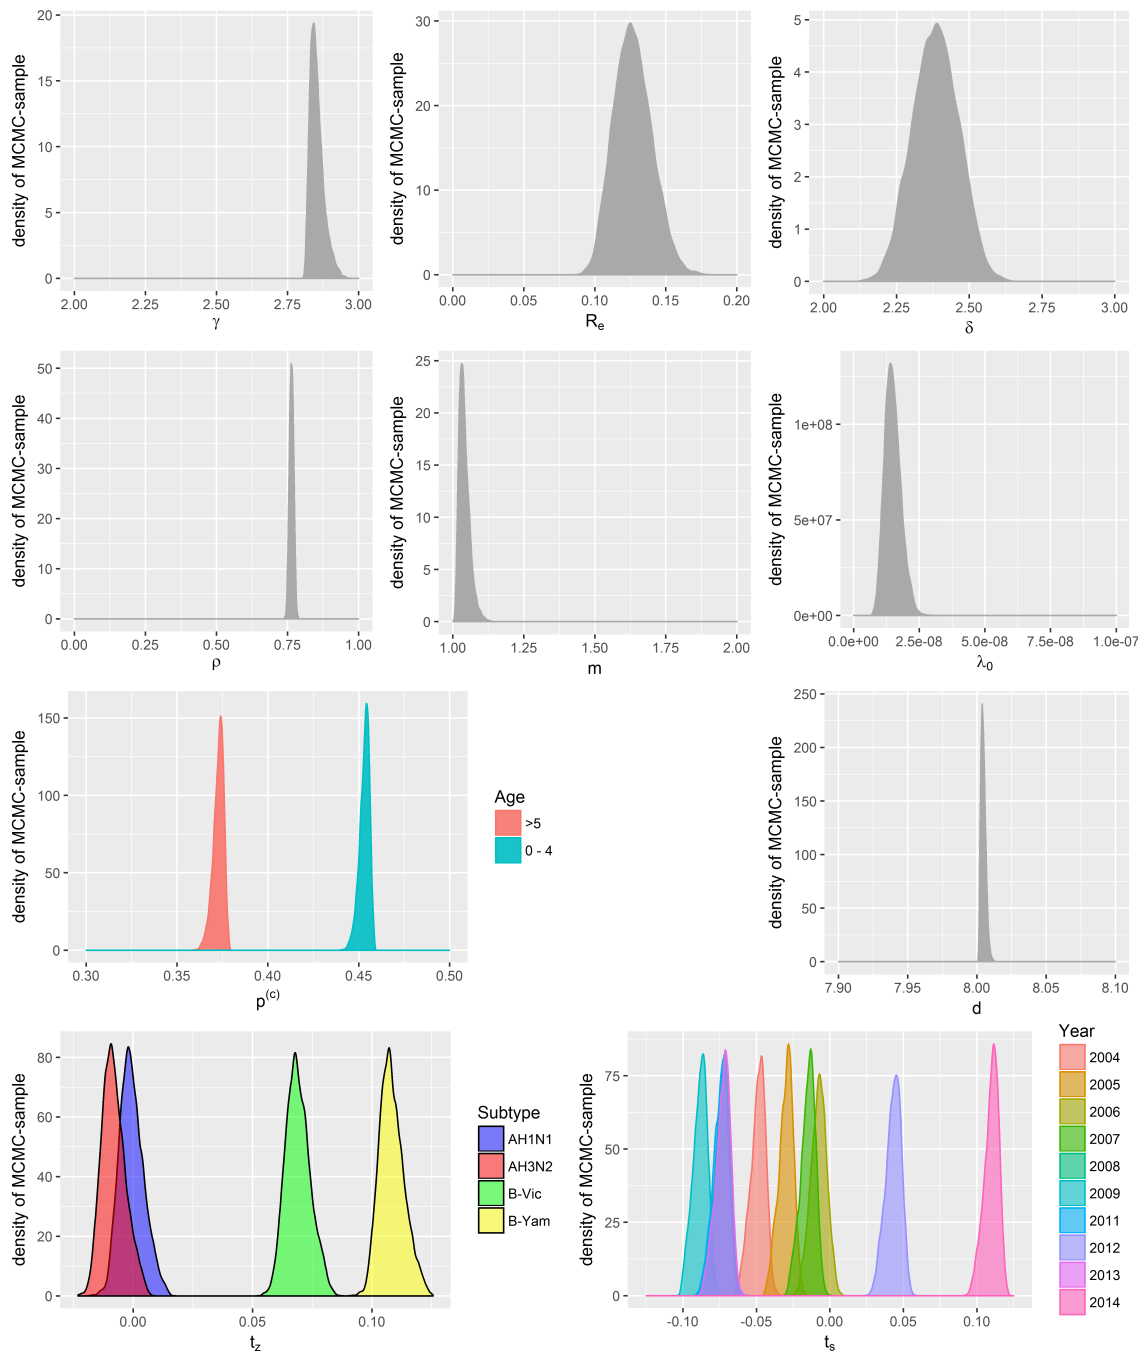 density of MCMC-sample
20
15
10
5
0
2.00 2.25 2.50 2.75 3.00
γ
density of MCMC-sample
30
20
10
0
0.00 0.05 0.10 0.15 0.20
Re
density of MCMC-sample
5
4
3
2
1
0
2.00 2.25 2.50 2.75 3.00
δ
density of MCMC-sample
50
40
30
20
10
0
0.00 0.25 0.50 0.75 1.00
ρ
density of MCMC-sample
25
20
15
10
5
0
1.00 1.25 1.50 1.75 2.00
m
density of MCMC-sample
1e+08
5e+07
0e+00
0.0e+00 2.5e-08 5.0e-08 7.5e-08 1.0e-07
λ0
density of MCMC-sample
150
100
50
0
0.30 0.35 0.40 0.45 0.50
p(c)
Age
>5
0 - 4
density of MCMC-sample
250
200
150
100
50
0
7.90 7.95 8.00 8.05 8.10
d
density of MCMC-sample
80
60
40
20
0
0.00 0.05 0.10
tz
Subtype
AH1N1
AH3N2
B-Vic
B-Yam
density of MCMC-sample
75
50
25
0
-0.10 -0.05 0.00 0.05 0.10
ts
Year
2004
2005
2006
2007
2008
2009
2011
2012
2013
2014